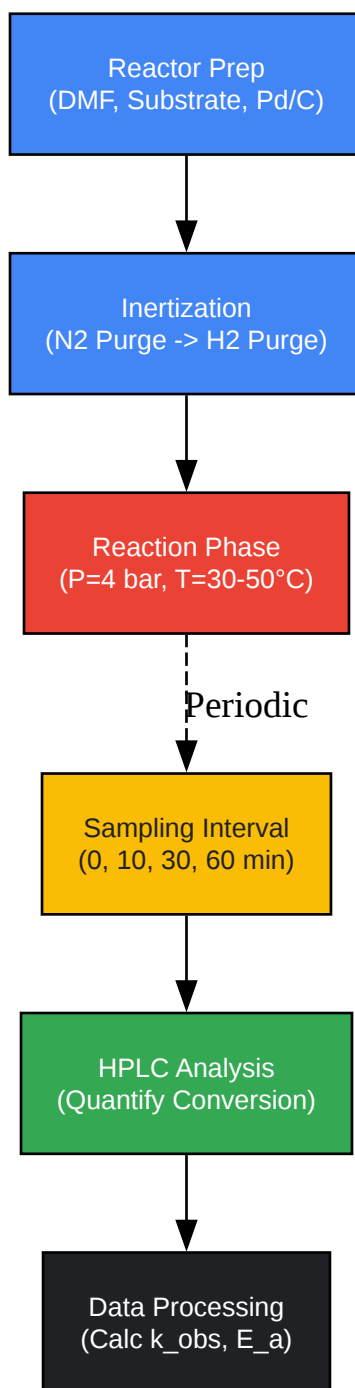 Reactor Prep
(DMF, Substrate, Pd/C)
Inertization
(N2 Purge -> H2 Purge)
Reaction Phase
(P=4 bar, T=30-50°C)
Periodic
Sampling Interval
(0, 10, 30, 60 min)
HPLC Analysis
(Quantify Conversion)
Data Processing
(Calc k_obs, E_a)